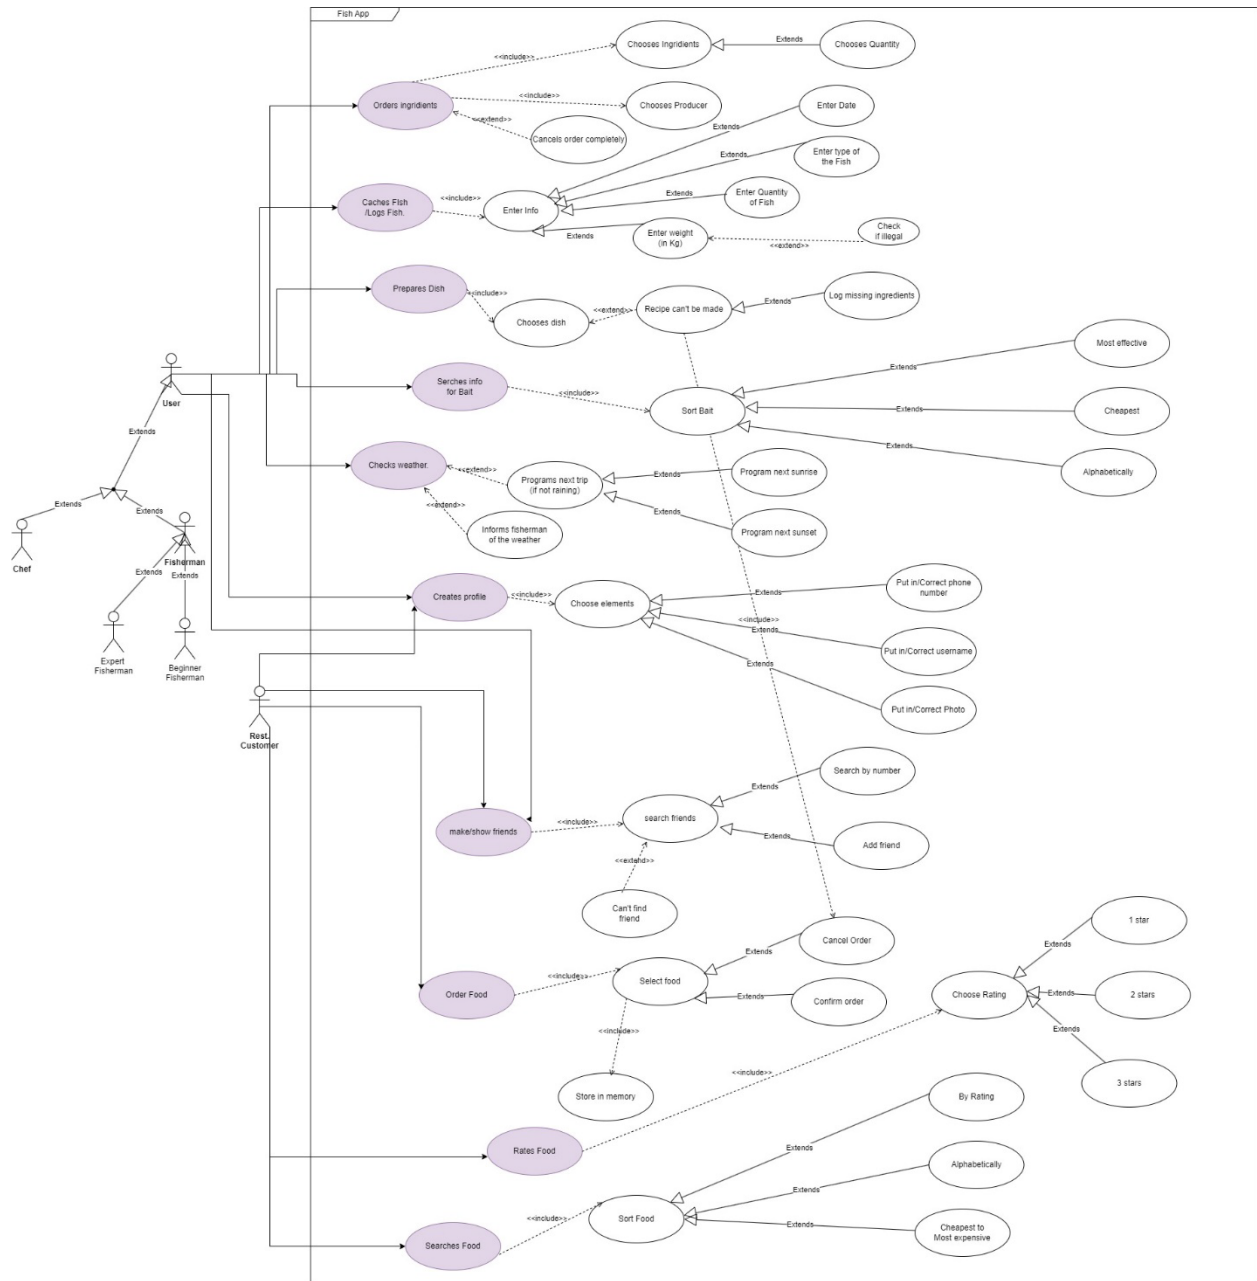 Fish App
Chooses Ingridients
Extends
Chooses Quantity
<<include>>
Orders ingridients
<<include>>
Chooses Producer
<<extend>>
Cancels order completely
Enter Date
Extends
Enter type of
the Fish
Extends
Caches Fish
/Logs Fish.
<<include>>
Enter Info
Extends
Enter Quantity
of Fish
Extends
Enter weight
(in Kg)
<<extend>>
Check
if illegal
Prepares Dish
<<include>>
Chooses dish
<<extend>>
Recipe can't be made
Extends
Log missing ingredients
Serches info
for Bait
<<include>>
Sort Bait
Extends
Most effective
Extends
Cheapest
Extends
Alphabetically
User
Extends
Extends
Chef
Extends
Fisherman
Extends
Extends
Expert
Fisherman
Beginner
Fisherman
Checks weather.
<<extend>>
Programs next trip
(if not raining)
Extends
Program next sunrise
Extends
Program next sunset
<<extend>>
Informs fisherman
of the weather
Creates profile
<<include>>
Choose elements
Extends
Put in/Correct phone
number
<<include>>
Extends
Put in/Correct username
Extends
Put in/Correct Photo
Rest.
Customer
make/show friends
<<include>>
search friends
Extends
Search by number
Extends
Add friend
<<extend>>
Can't find
friend
Order Food
<<include>>
Select food
Extends
Cancel Order
Extends
Confirm order
<<include>>
Store in memory
Choose Rating
Extends
1 star
Extends
2 stars
Extends
3 stars
Rates Food
<<include>>
Searches Food
<<include>>
Sort Food
Extends
By Rating
Extends
Alphabetically
Extends
Cheapest to
Most expensive